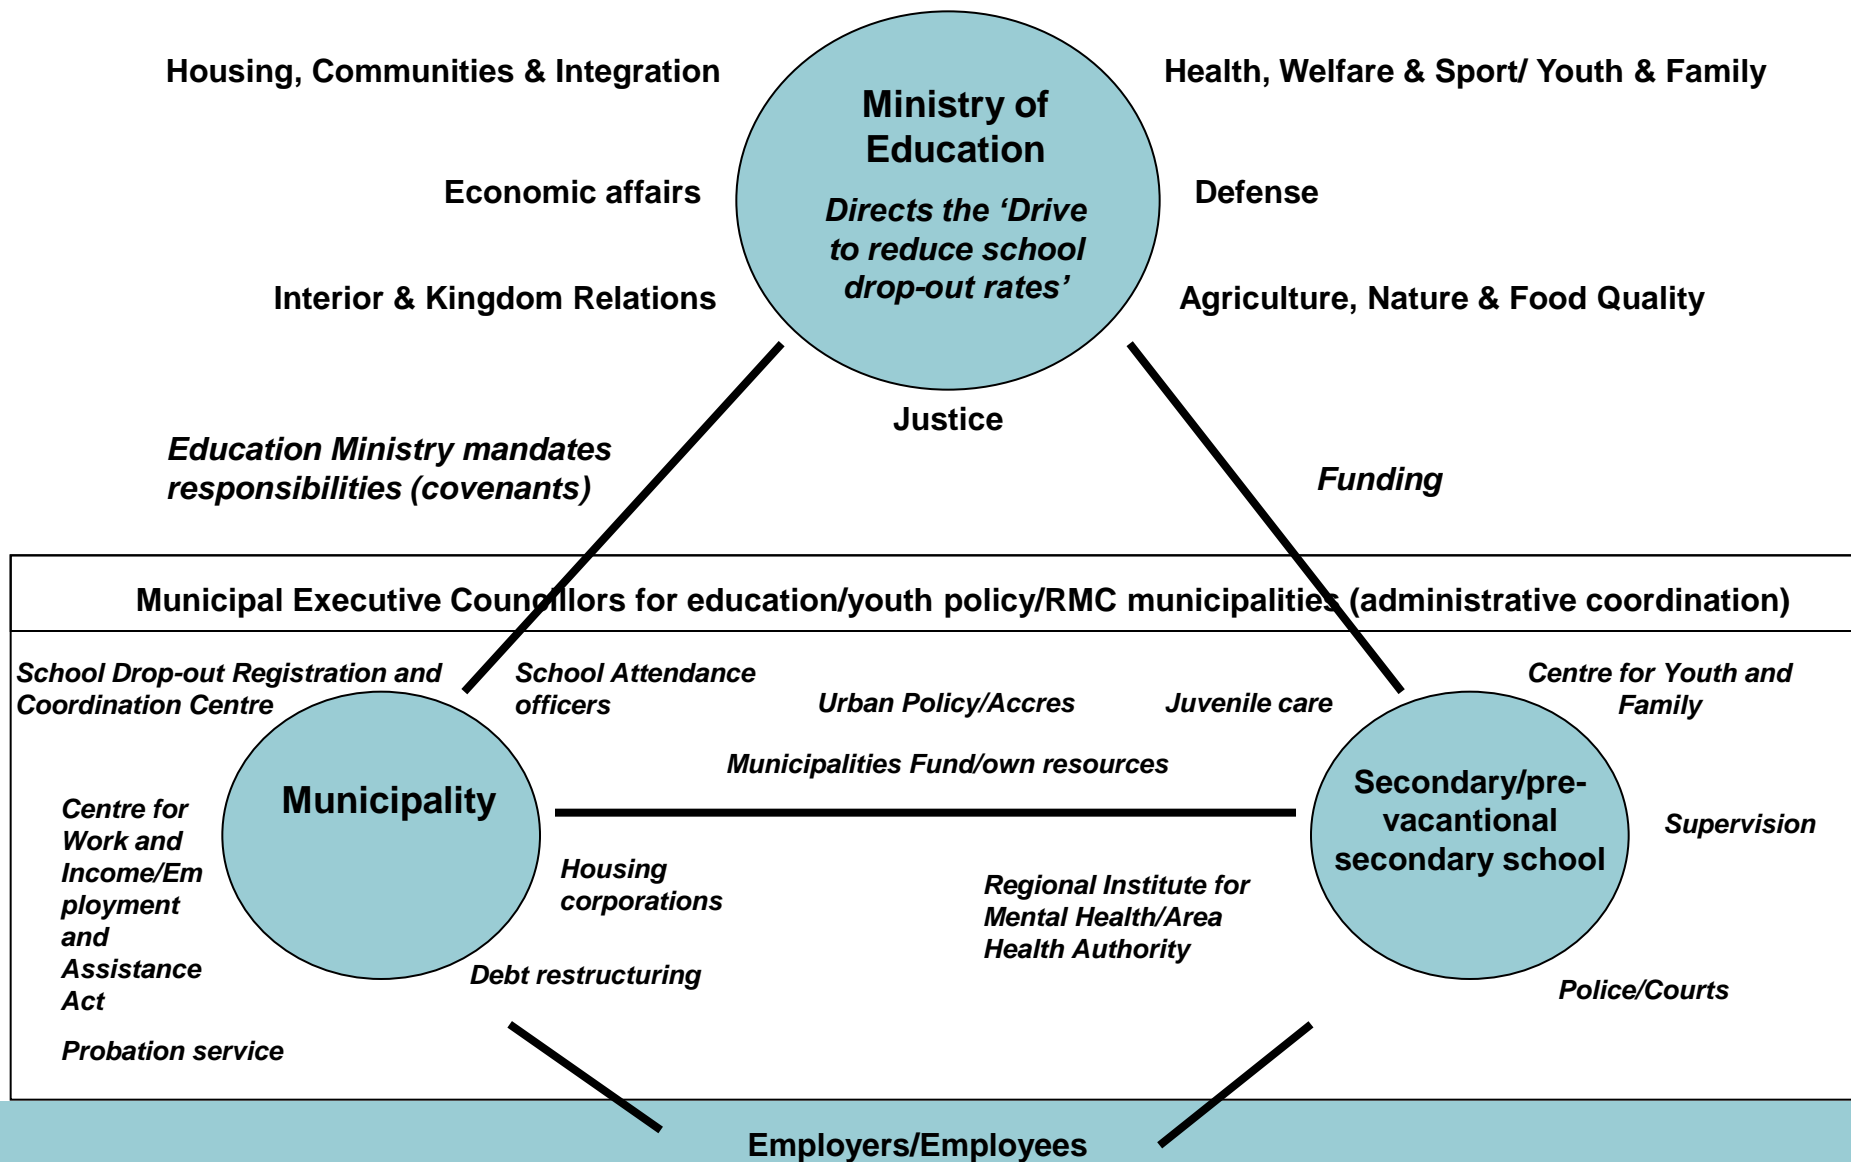 Housing, Communities & Integration
Health, Welfare & Sport/ Youth & Family
Ministry of
Education
Economic affairs
Defense
Directs the ‘Drive
to reduce school
drop-out rates’
Interior & Kingdom Relations
Agriculture, Nature & Food Quality
Justice
Education Ministry mandates
responsibilities (covenants)
Funding
Municipal Executive Councillors for education/youth policy/RMC municipalities (administrative coordination)
School Drop-out Registration and
Coordination Centre
School Attendance
officers
Urban Policy/Accres
Juvenile care
Centre for Youth and
Family
Municipalities Fund/own resources
Municipality
Secondary/pre-
vacantional
secondary school
Supervision
Centre for
Work and
Income/Em
ployment
and
Assistance
Act
Housing
corporations
Regional Institute for
Mental Health/Area
Health Authority
Debt restructuring
Police/Courts
Probation service
Employers/Employees